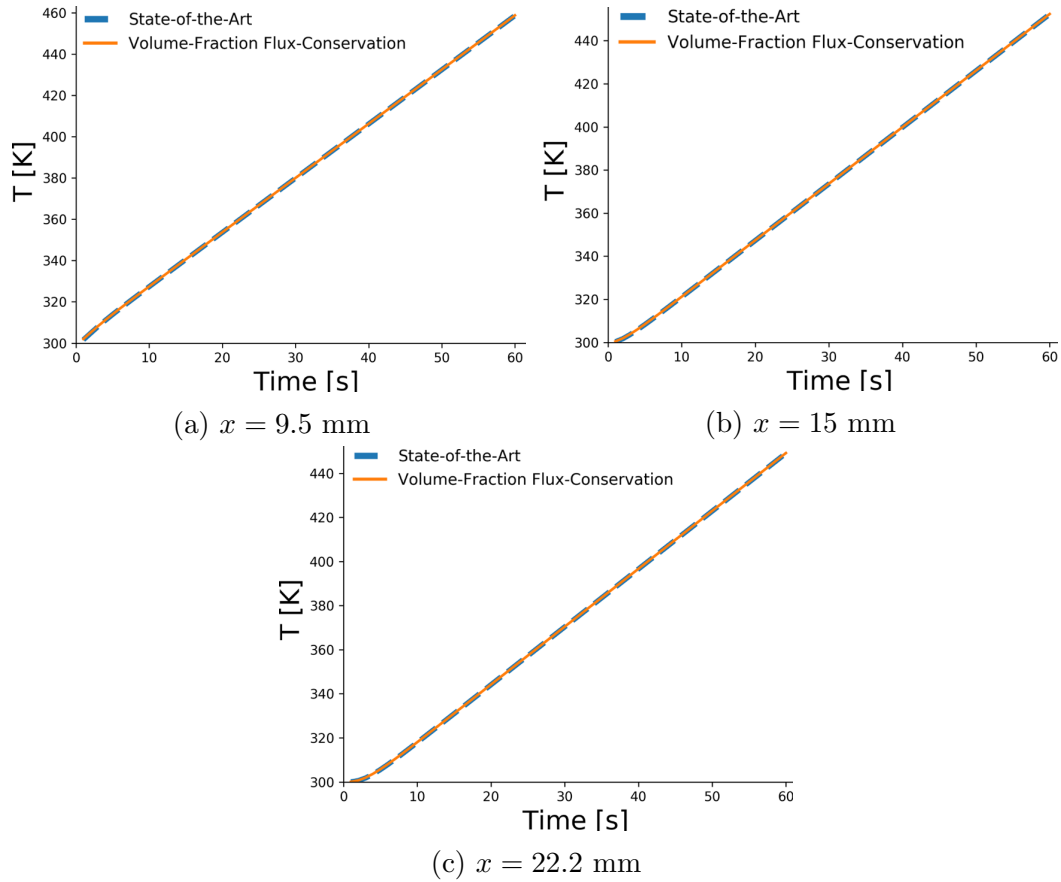 State-of-the-Art
Volume-Fraction Flux-Conservation
T [K]
460
440
420
400
380
360
340
320
300
0 10 20 30 40 50 60
Time [s]
(a) x = 9.5 mm
State-of-the-Art
Volume-Fraction Flux-Conservation
T [K]
440
420
400
380
360
340
320
300
0 10 20 30 40 50 60
Time [s]
(b) x = 15 mm
State-of-the-Art
Volume-Fraction Flux-Conservation
T [K]
440
420
400
380
360
340
320
300
0 10 20 30 40 50 60
Time [s]
(c) x = 22.2 mm